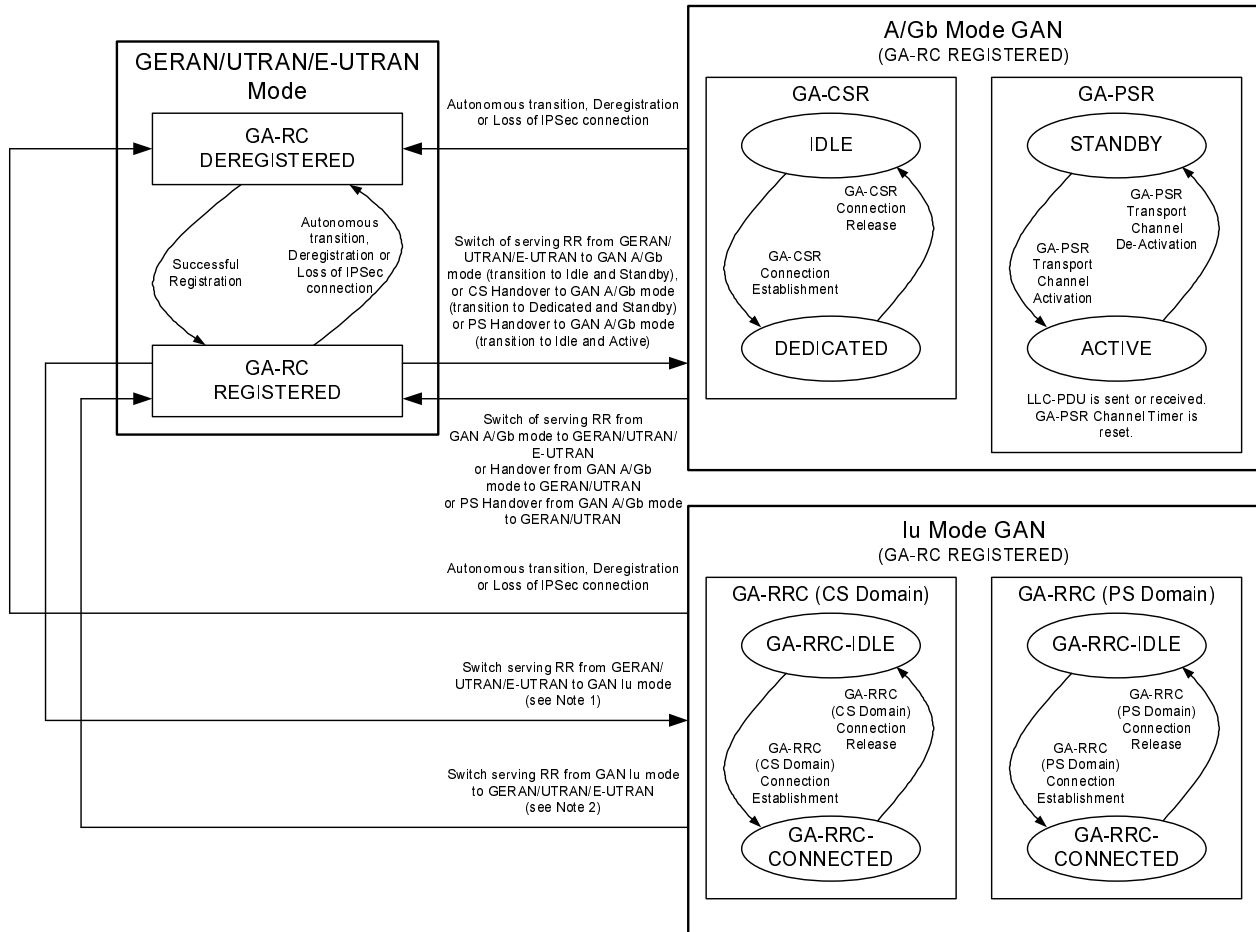 GERAN/UTRAN/E-UTRAN
Mode
GA-RC
DEREGISTERED
Successful
Registration
Autonomous
transition,
Deregistration or
Loss of IPSec
connection
GA-RC
REGISTERED
Autonomous transition, Deregistration
or Loss of IPSec connection
Switch of serving RR from GERAN/
UTRAN/E-UTRAN to GAN A/Gb
mode (transition to Idle and Standby),
or CS Handover to GAN A/Gb mode
(transition to Dedicated and Standby)
or PS Handover to GAN A/Gb mode
(transition to Idle and Active)
Switch of serving RR from
GAN A/Gb mode to GERAN/UTRAN/
E-UTRAN
or Handover from GAN A/Gb
mode to GERAN/UTRAN
or PS Handover from GAN A/Gb mode
to GERAN/UTRAN
Autonomous transition, Deregistration
or Loss of IPSec connection
Switch serving RR from GERAN/
UTRAN/E-UTRAN to GAN Iu mode
(see Note 1)
Switch serving RR from GAN Iu mode
to GERAN/UTRAN/E-UTRAN
(see Note 2)
A/Gb Mode GAN
(GA-RC REGISTERED)
GA-CSR
IDLE
GA-CSR
Connection
Release
GA-CSR
Connection
Establishment
DEDICATED
GA-PSR
STANDBY
GA-PSR
Transport
Channel
De-Activation
GA-PSR
Transport
Channel
Activation
ACTIVE
LLC-PDU is sent or received.
GA-PSR Channel Timer is
reset.
Iu Mode GAN
(GA-RC REGISTERED)
GA-RRC (CS Domain)
GA-RRC-IDLE
GA-RRC
(CS Domain)
Connection
Release
GA-RRC
(CS Domain)
Connection
Establishment
GA-RRC-
CONNECTED
GA-RRC (PS Domain)
GA-RRC-IDLE
GA-RRC
(PS Domain)
Connection
Release
GA-RRC
(PS Domain)
Connection
Establishment
GA-RRC-
CONNECTED